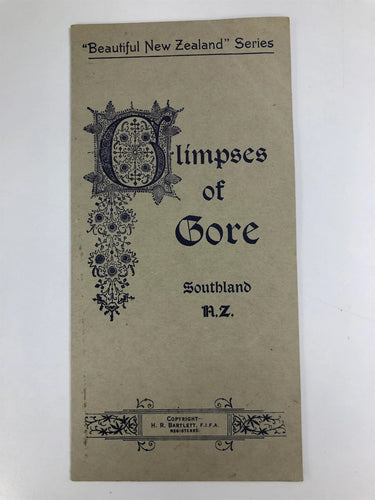 "Beautiful New Zealand" Series
Glimpses
of
Gore
Southland
N.Z.
COPYRIGHT—
H. R. BARTLETT, F.I.F.A.
REGISTERED.